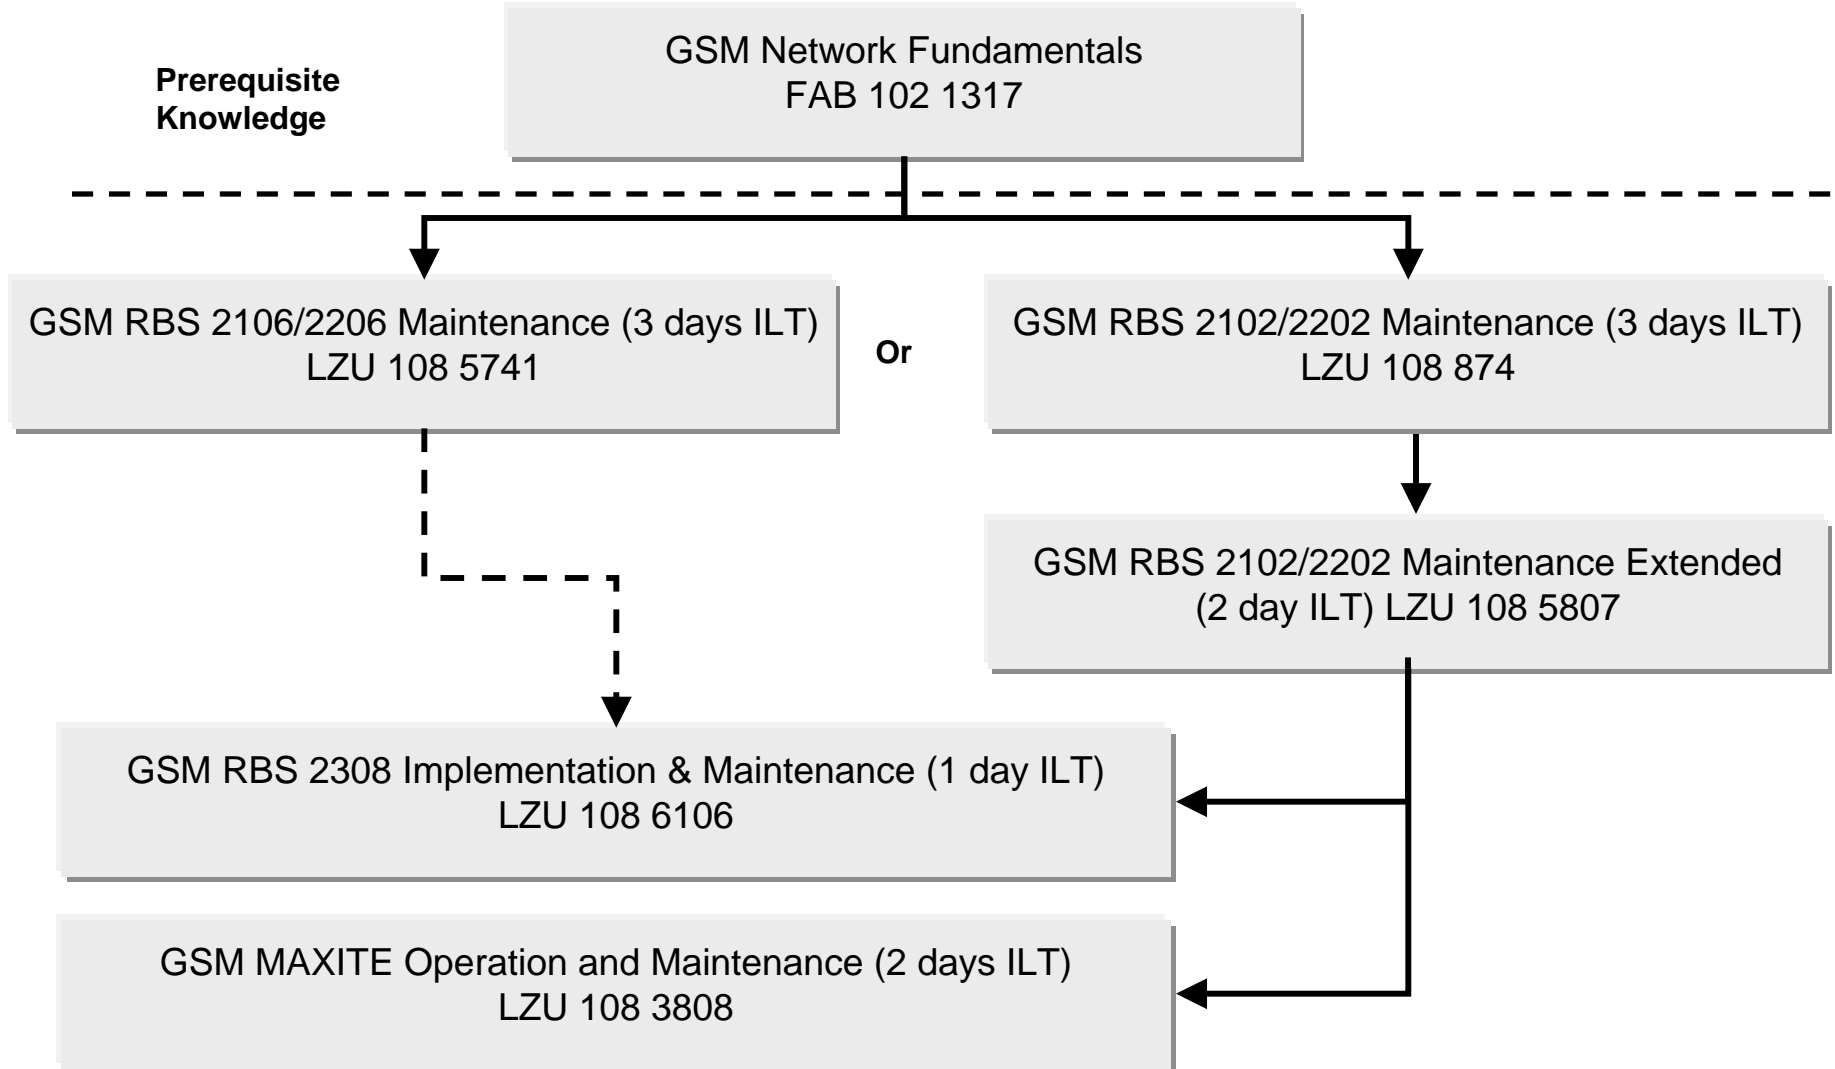 GSM Network Fundamentals
FAB 102 1317
Prerequisite
Knowledge
GSM RBS 2106/2206 Maintenance (3 days ILT)
LZU 108 5741
Or
GSM RBS 2102/2202 Maintenance (3 days ILT)
LZU 108 874
GSM RBS 2102/2202 Maintenance Extended
(2 day ILT) LZU 108 5807
GSM RBS 2308 Implementation & Maintenance (1 day ILT)
LZU 108 6106
GSM MAXITE Operation and Maintenance (2 days ILT)
LZU 108 3808